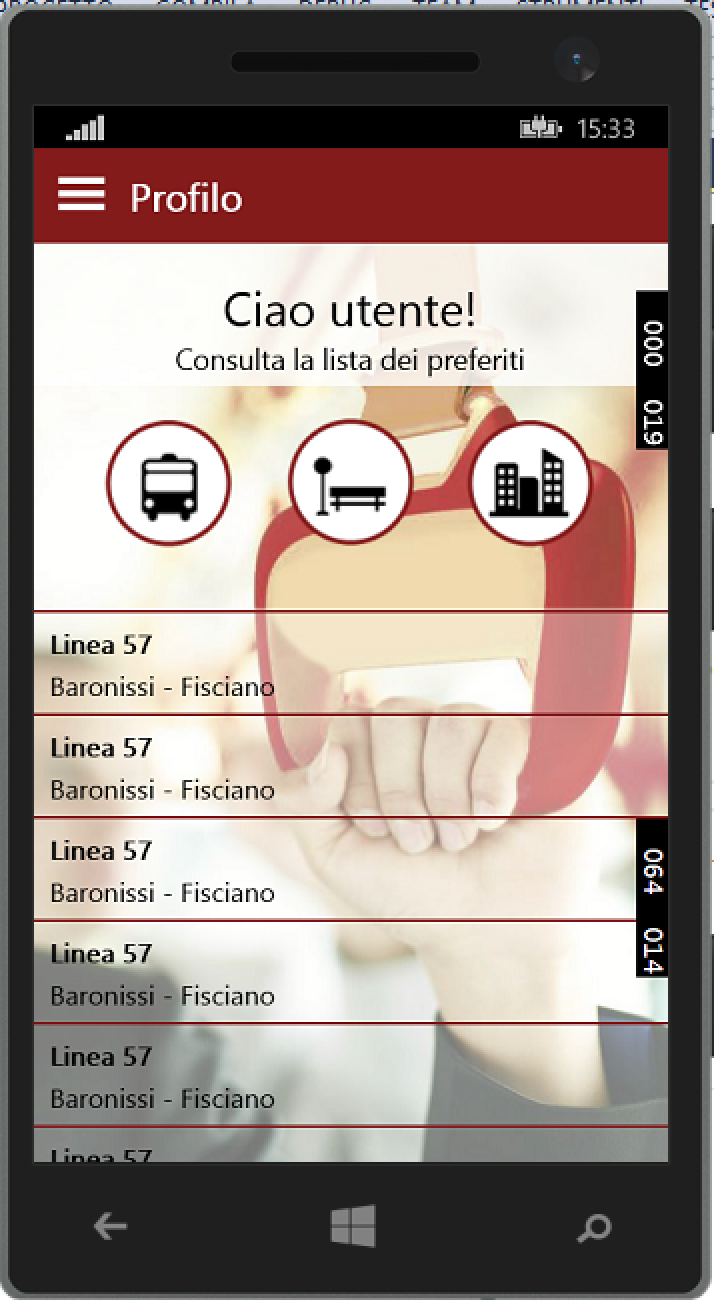 15:33
Profilo
Ciao utente!
Consulta la lista dei preferiti
000 019
Linea 57
Baronissi - Fisciano
Linea 57
Baronissi - Fisciano
Linea 57
Baronissi - Fisciano
064 014
Linea 57
Baronissi - Fisciano
Linea 57
Baronissi - Fisciano
Linea 57